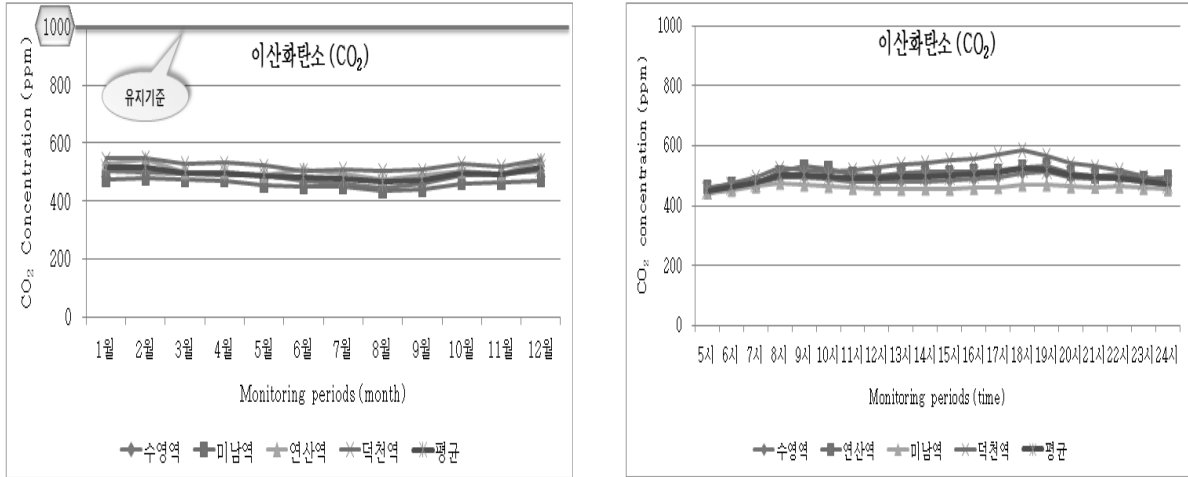 이산화탄소(CO₂)
유지기준
CO₂ Concentration (ppm)
1000
800
600
400
200
0
1월 2월 3월 4월 5월 6월 7월 8월 9월 10월 11월 12월
Monitoring periods(month)
수영역 미남역 연산역 덕천역 평균
이산화탄소(CO₂)
CO₂ concentration (ppm)
1000
800
600
400
200
0
5시 6시 7시 8시 9시 10시 11시 12시 13시 14시 15시 16시 17시 18시 19시 20시 21시 22시 23시 24시
Monitoring periods(time)
수영역 연산역 미남역 덕천역 평균